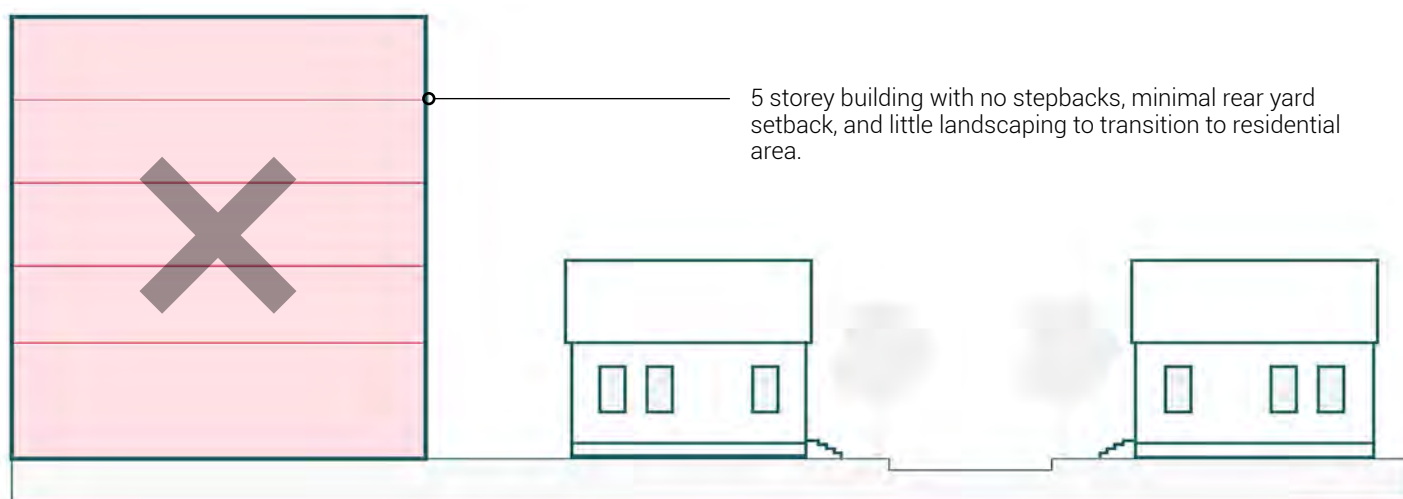 5 storey building with no stepbacks, minimal rear yard
setback, and little landscaping to transition to residential
area.